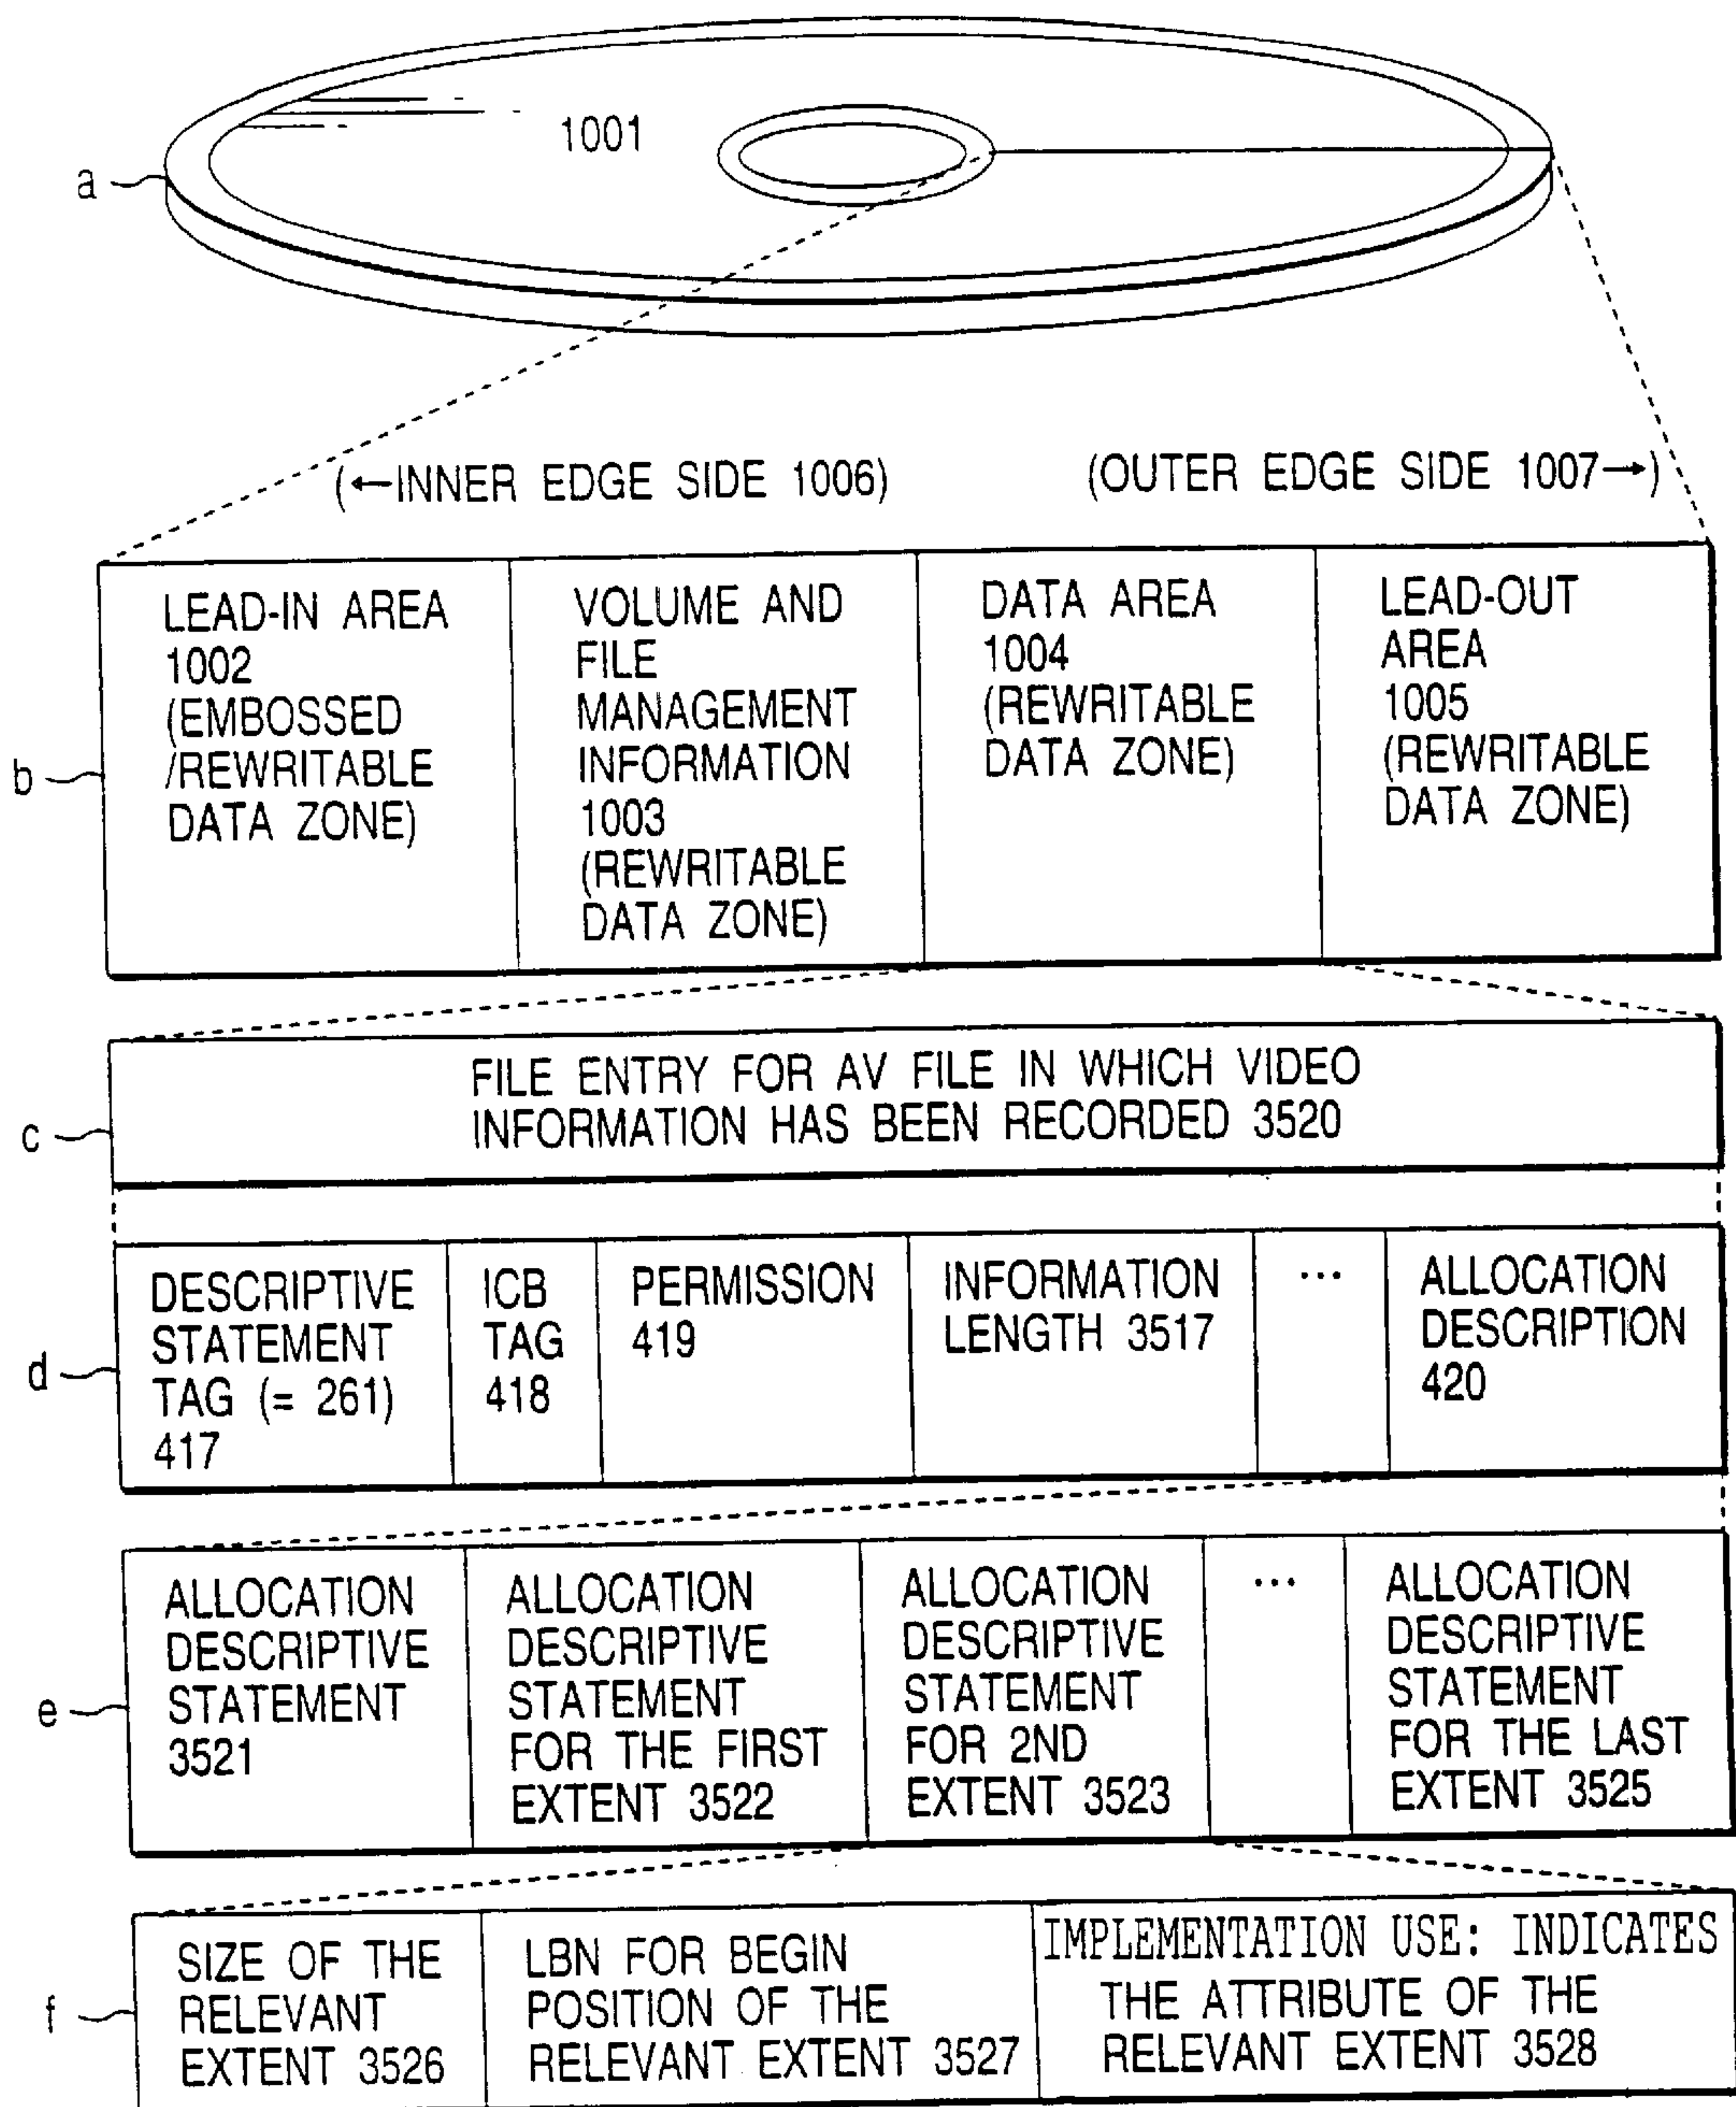 1001
a
(←INNER EDGE SIDE 1006)
(OUTER EDGE SIDE 1007→)
b
LEAD-IN AREA
1002
(EMBOSSED
/REWRITABLE
DATA ZONE)
VOLUME AND
FILE
MANAGEMENT
INFORMATION
1003
(REWRITABLE
DATA ZONE)
DATA AREA
1004
(REWRITABLE
DATA ZONE)
LEAD-OUT
AREA
1005
(REWRITABLE
DATA ZONE)
c
FILE ENTRY FOR AV FILE IN WHICH VIDEO
INFORMATION HAS BEEN RECORDED 3520
d
DESCRIPTIVE
STATEMENT
TAG (= 261)
417
ICB
TAG
418
PERMISSION
419
INFORMATION
LENGTH 3517
...
ALLOCATION
DESCRIPTION
420
e
ALLOCATION
DESCRIPTIVE
STATEMENT
3521
ALLOCATION
DESCRIPTIVE
STATEMENT
FOR THE FIRST
EXTENT 3522
ALLOCATION
DESCRIPTIVE
STATEMENT
FOR 2ND
EXTENT 3523
...
ALLOCATION
DESCRIPTIVE
STATEMENT
FOR THE LAST
EXTENT 3525
f
SIZE OF THE
RELEVANT
EXTENT 3526
LBN FOR BEGIN
POSITION OF THE
RELEVANT EXTENT 3527
IMPLEMENTATION USE: INDICATES
THE ATTRIBUTE OF THE
RELEVANT EXTENT 3528